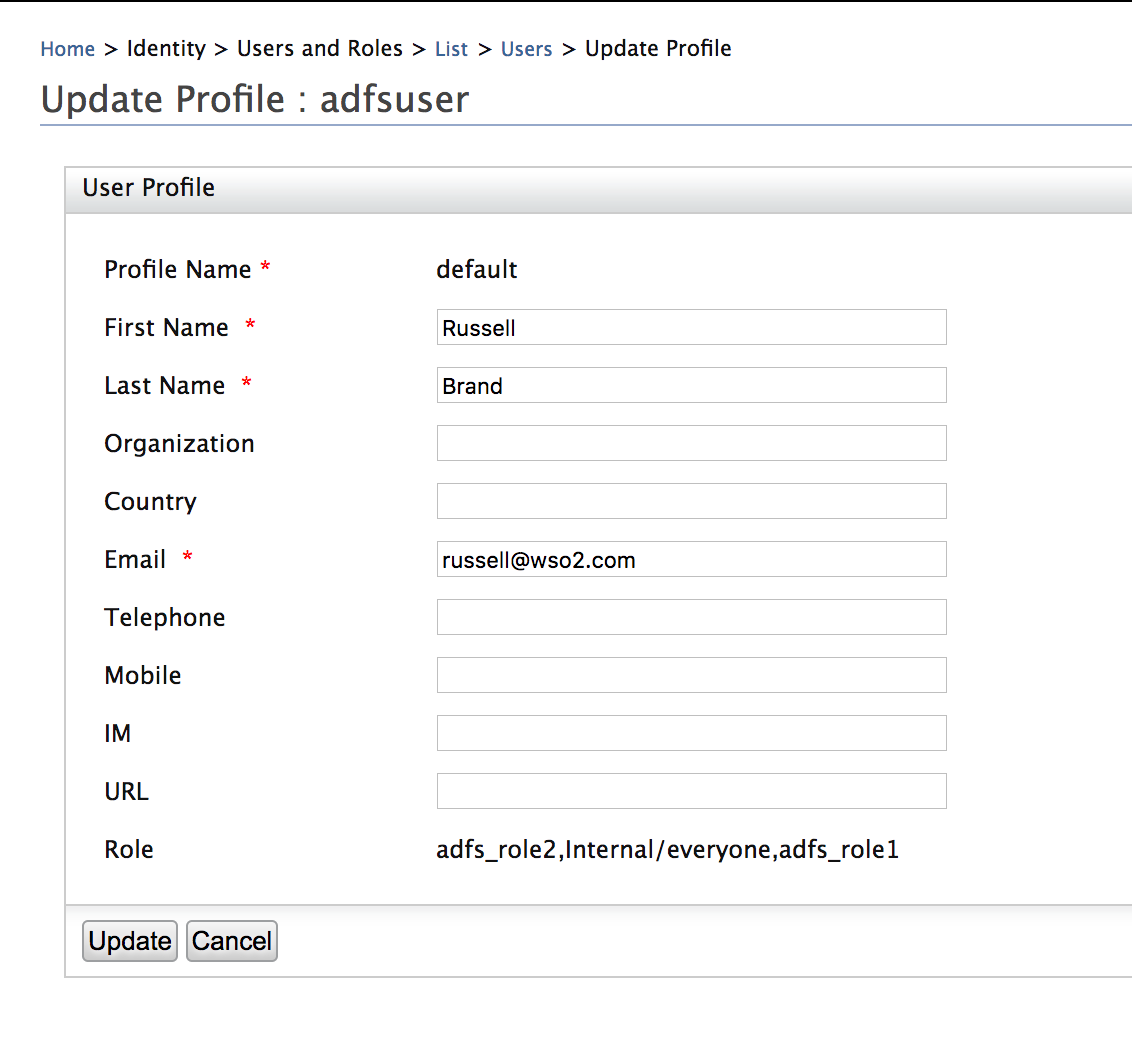 Home > Identity > Users and Roles > List > Users > Update Profile
Update Profile : adfsuser
User Profile
Profile Name * default
First Name * Russell
Last Name * Brand
Organization
Country
Email * russell@wso2.com
Telephone
Mobile
IM
URL
Role adfs_role2,Internal/everyone,adfs_role1
Update Cancel